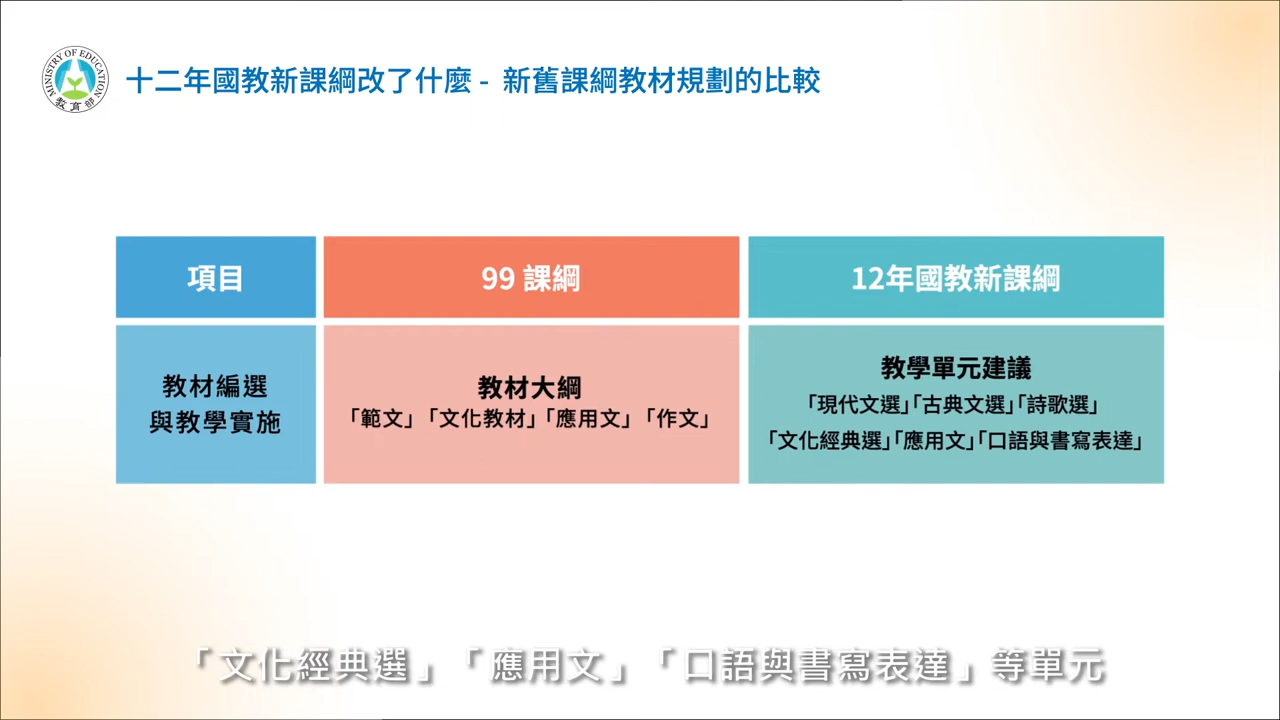 MINISTRY OF EDUCATION
教育部
十二年國教新課綱改了什麼 - 新舊課綱教材規劃的比較
項目
99 課綱
12年國教新課綱
教材編選
與教學實施
教材大綱
「範文」「文化教材」「應用文」「作文」
教學單元建議
「現代文選」「古典文選」「詩歌選」
「文化經典選」「應用文」「口語與書寫表達」
「文化經典選」「應用文」「口語與書寫表達」等單元